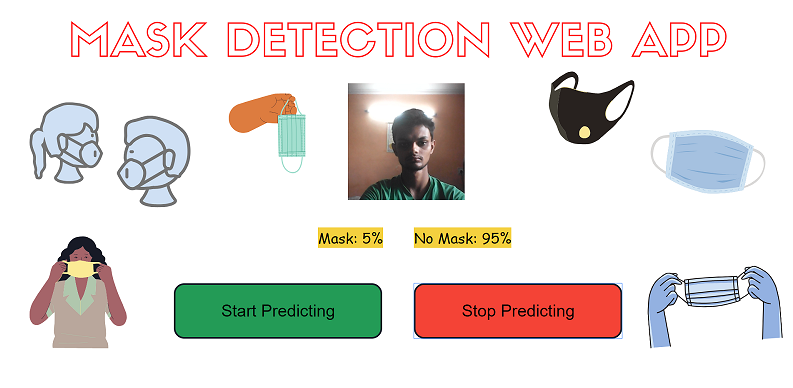 MASK DETECTION WEB APP
Mask: 5% No Mask: 95%
Start Predicting Stop Predicting